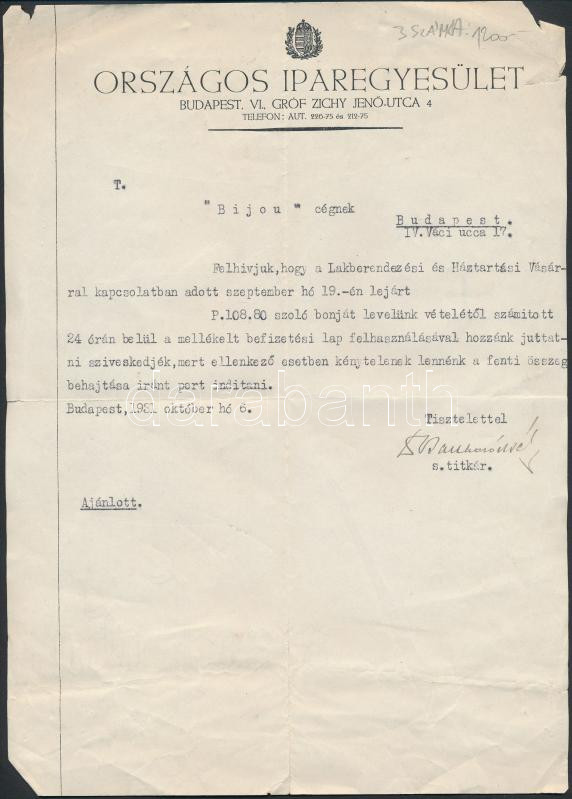 3 SZÁMLA: 1200-
ORSZÁGOS IPAREGYESÜLET
BUDAPEST, VI., GRÓF ZICHY JENŐ-UTCA 4
TELEFON: AUT. 226-75 és 212-75
T.
"Bijou" cégnek
Budapest.
IV. Váci ucca 17.
Felhivjuk,hogy a Lakberendezési és Háztartási Vásár-
ral kapcsolatban adott szeptember hó 19.-én lejárt
P.108.80 szoló bonját levelünk vételétől számitott
24 órán belül a mellékelt befizetési lap felhasználásával hozzánk juttat-
ni sziveskedjék,mert ellenkező esetben kénytelenek lennénk a fenti összeg
behajtása iránt pert inditani.
Budapest,1931 október hó 6.
Tisztelettel
s.titkár.
Ajánlott.
darabanth